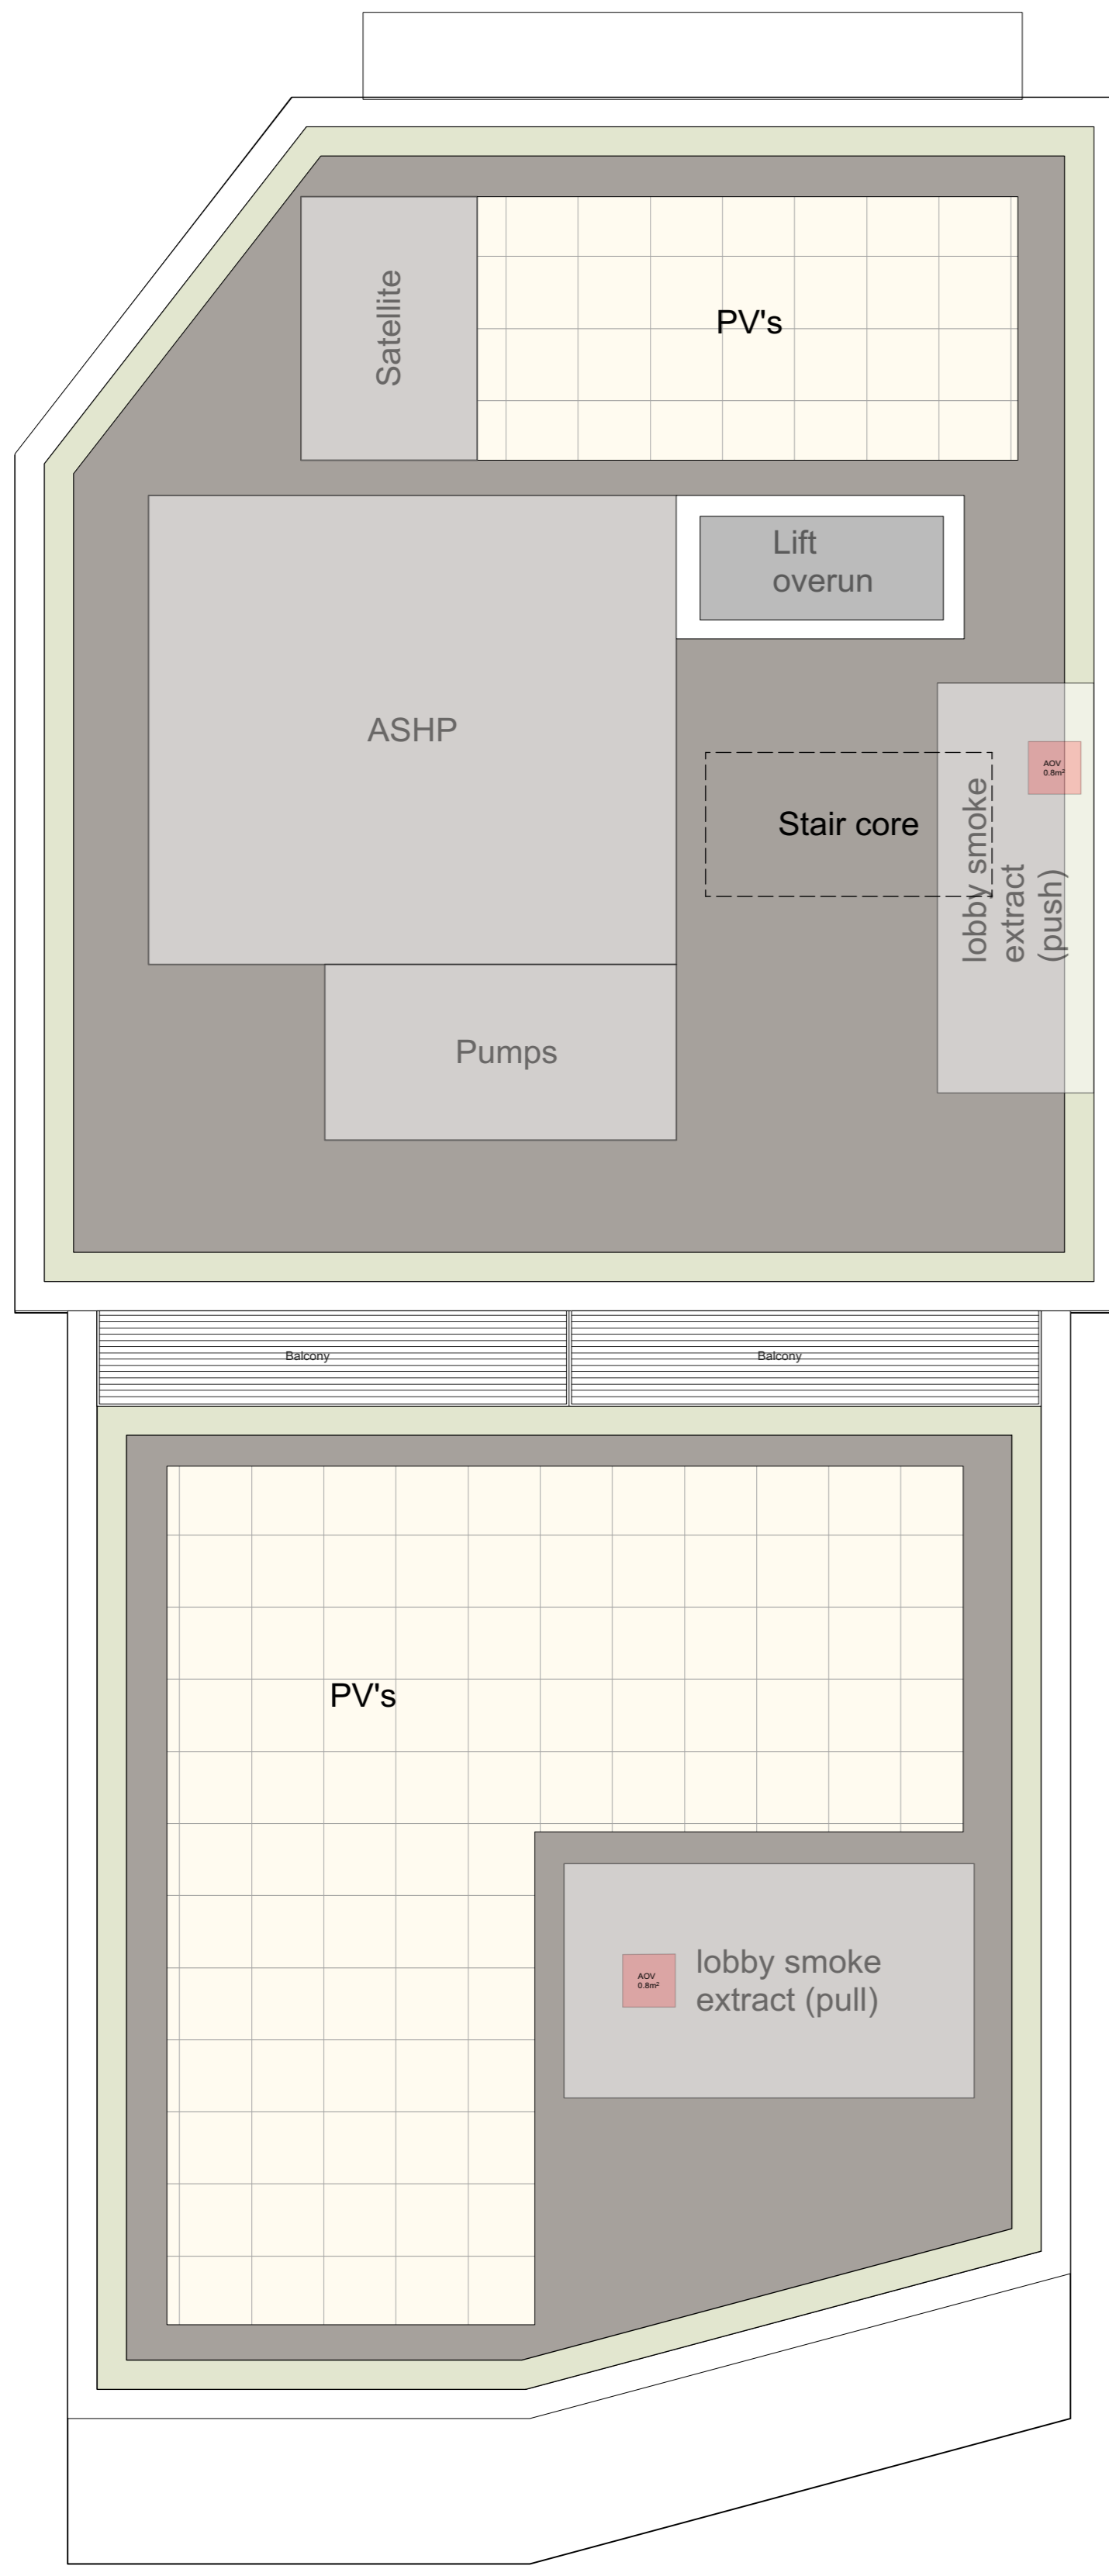 Satellite
PV's
Lift
overun
ASHP
AOV
0.8m²
Stair core
lobby smoke
extract
(push)
Pumps
Balcony
Balcony
PV's
AOV
0.8m²
lobby smoke
extract (pull)